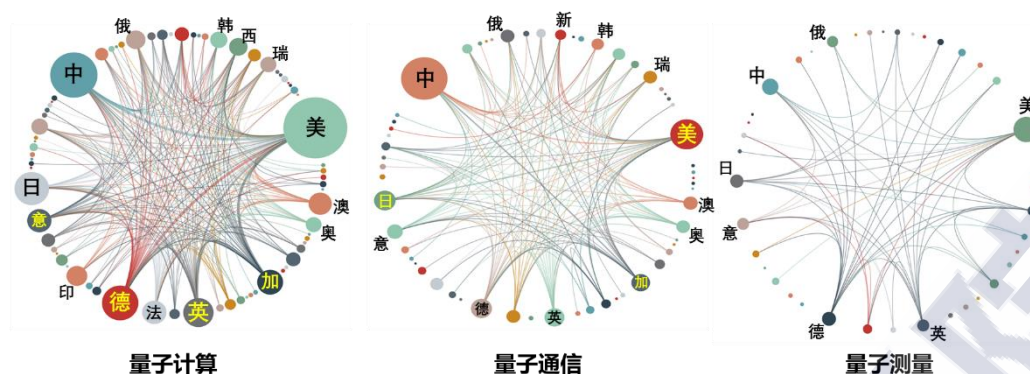 俄 韩 西 瑞
中
美
日
意
澳
奥
印
德 法 英 加
量子计算
俄 新 韩 瑞
中
美
日
意
澳
奥
德 英 加
量子通信
俄
中
美
日
意
德 英
量子测量